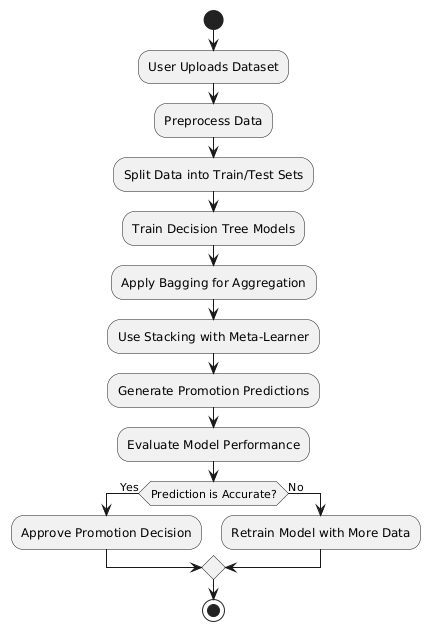 User Uploads Dataset
Preprocess Data
Split Data into Train/Test Sets
Train Decision Tree Models
Apply Bagging for Aggregation
Use Stacking with Meta-Learner
Generate Promotion Predictions
Evaluate Model Performance
Yes
Prediction is Accurate?
No
Approve Promotion Decision
Retrain Model with More Data